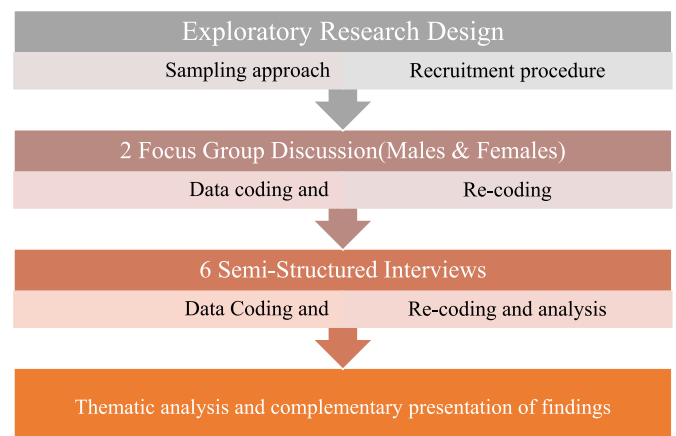 Exploratory Research Design
Sampling approach Recruitment procedure
2 Focus Group Discussion(Males & Females)
Data coding and Re-coding
6 Semi-Structured Interviews
Data Coding and Re-coding and analysis
Thematic analysis and complementary presentation of findings